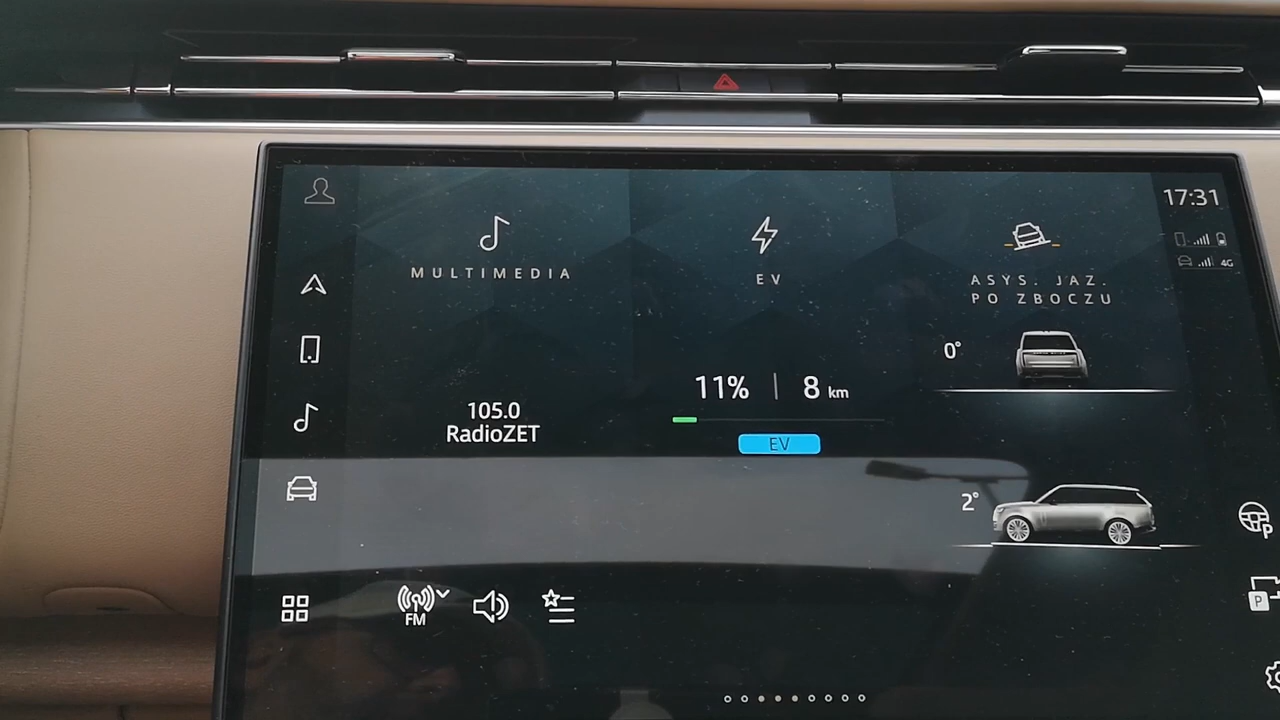 17:31
4G
MULTIMEDIA
EV
ASYS. JAZ.
PO ZBOCZU
0°
11% | 8 km
105.0
RadioZET
EV
2°
P
P
FM